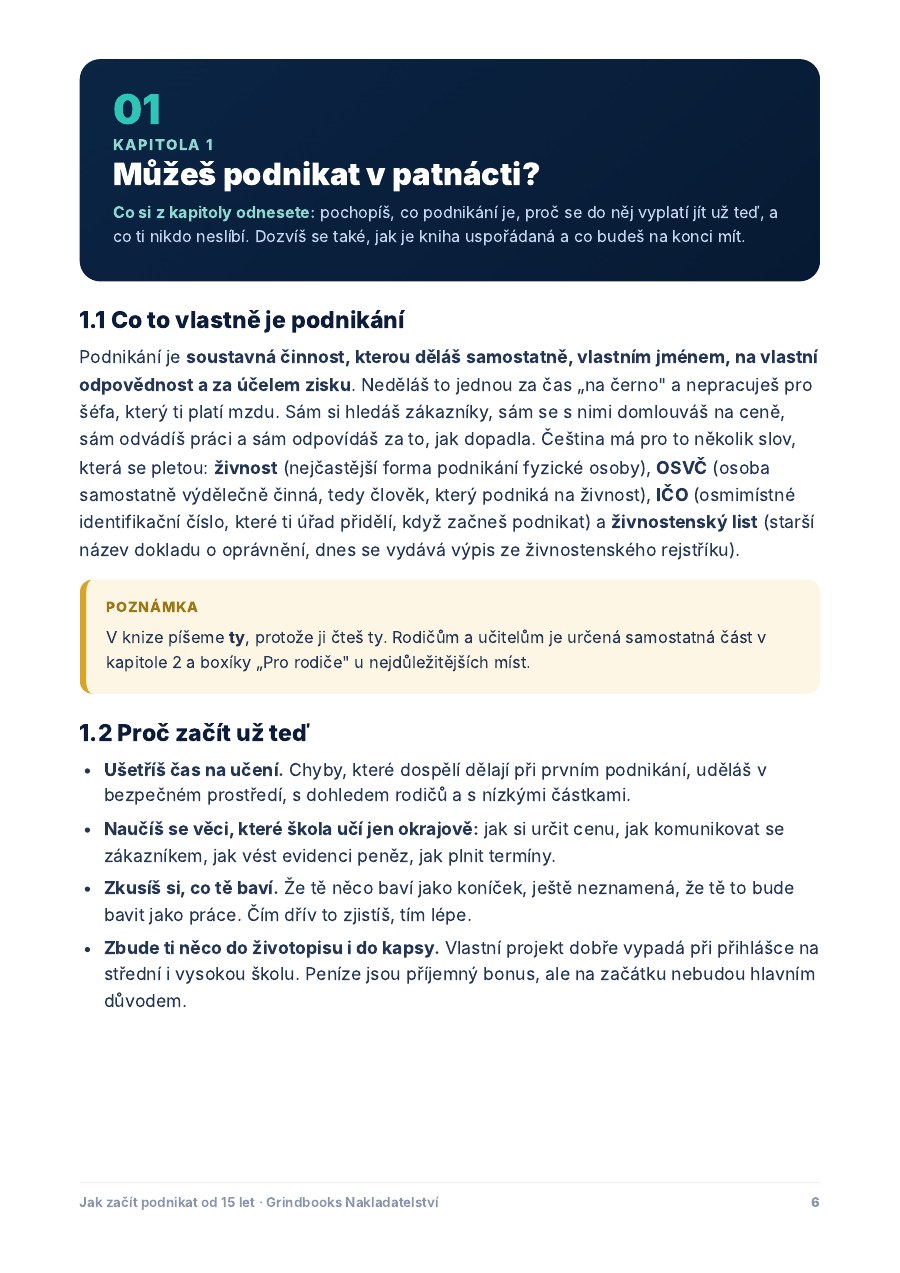 01
KAPITOLA 1
Můžeš podnikat v patnácti?
Co si z kapitoly odnesete: pochopíš, co podnikání je, proč se do něj vyplatí jít už teď, a
co ti nikdo neslíbí. Dozvíš se také, jak je kniha uspořádaná a co budeš na konci mít.
1.1 Co to vlastně je podnikání
Podnikání je soustavná činnost, kterou děláš samostatně, vlastním jménem, na vlastní
odpovědnost a za účelem zisku. Neděláš to jednou za čas „na černo" a nepracuješ pro
šéfa, který ti platí mzdu. Sám si hledáš zákazníky, sám se s nimi domlouváš na ceně,
sám odvádíš práci a sám odpovídáš za to, jak dopadla. Čeština má pro to několik slov,
která se pletou: živnost (nejčastější forma podnikání fyzické osoby), OSVČ (osoba
samostatně výdělečně činná, tedy člověk, který podniká na živnost), IČO (osmimístné
identifikační číslo, které ti úřad přidělí, když začneš podnikat) a živnostenský list (starší
název dokladu o oprávnění, dnes se vydává výpis ze živnostenského rejstříku).
POZNÁMKA
V knize píšeme ty, protože ji čteš ty. Rodičům a učitelům je určená samostatná část v
kapitole 2 a boxíky „Pro rodiče" u nejdůležitějších míst.
1.2 Proč začít už teď
• Ušetříš čas na učení. Chyby, které dospělí dělají při prvním podnikání, uděláš v
bezpečném prostředí, s dohledem rodičů a s nízkými částkami.
• Naučíš se věci, které škola učí jen okrajově: jak si určit cenu, jak komunikovat se
zákazníkem, jak vést evidenci peněz, jak plnit termíny.
• Zkusíš si, co tě baví. Že tě něco baví jako koníček, ještě neznamená, že tě to bude
bavit jako práce. Čím dřív to zjistíš, tím lépe.
• Zbude ti něco do životopisu i do kapsy. Vlastní projekt dobře vypadá při přihlášce na
střední i vysokou školu. Peníze jsou příjemný bonus, ale na začátku nebudou hlavním
důvodem.
Jak začít podnikat od 15 let · Grindbooks Nakladatelství
6